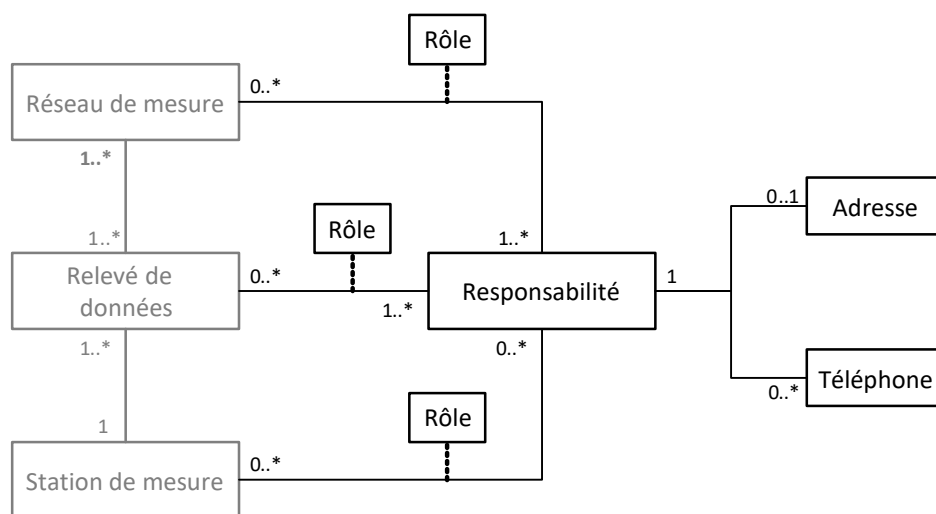 Rôle
Réseau de mesure
0..*
1..*
1..*
Rôle
1..*
0..1
Adresse
Relevé de
données
0..*
1..*
Responsabilité
1
1..*
0..*
Téléphone
0..*
Rôle
1
Station de mesure
0..*